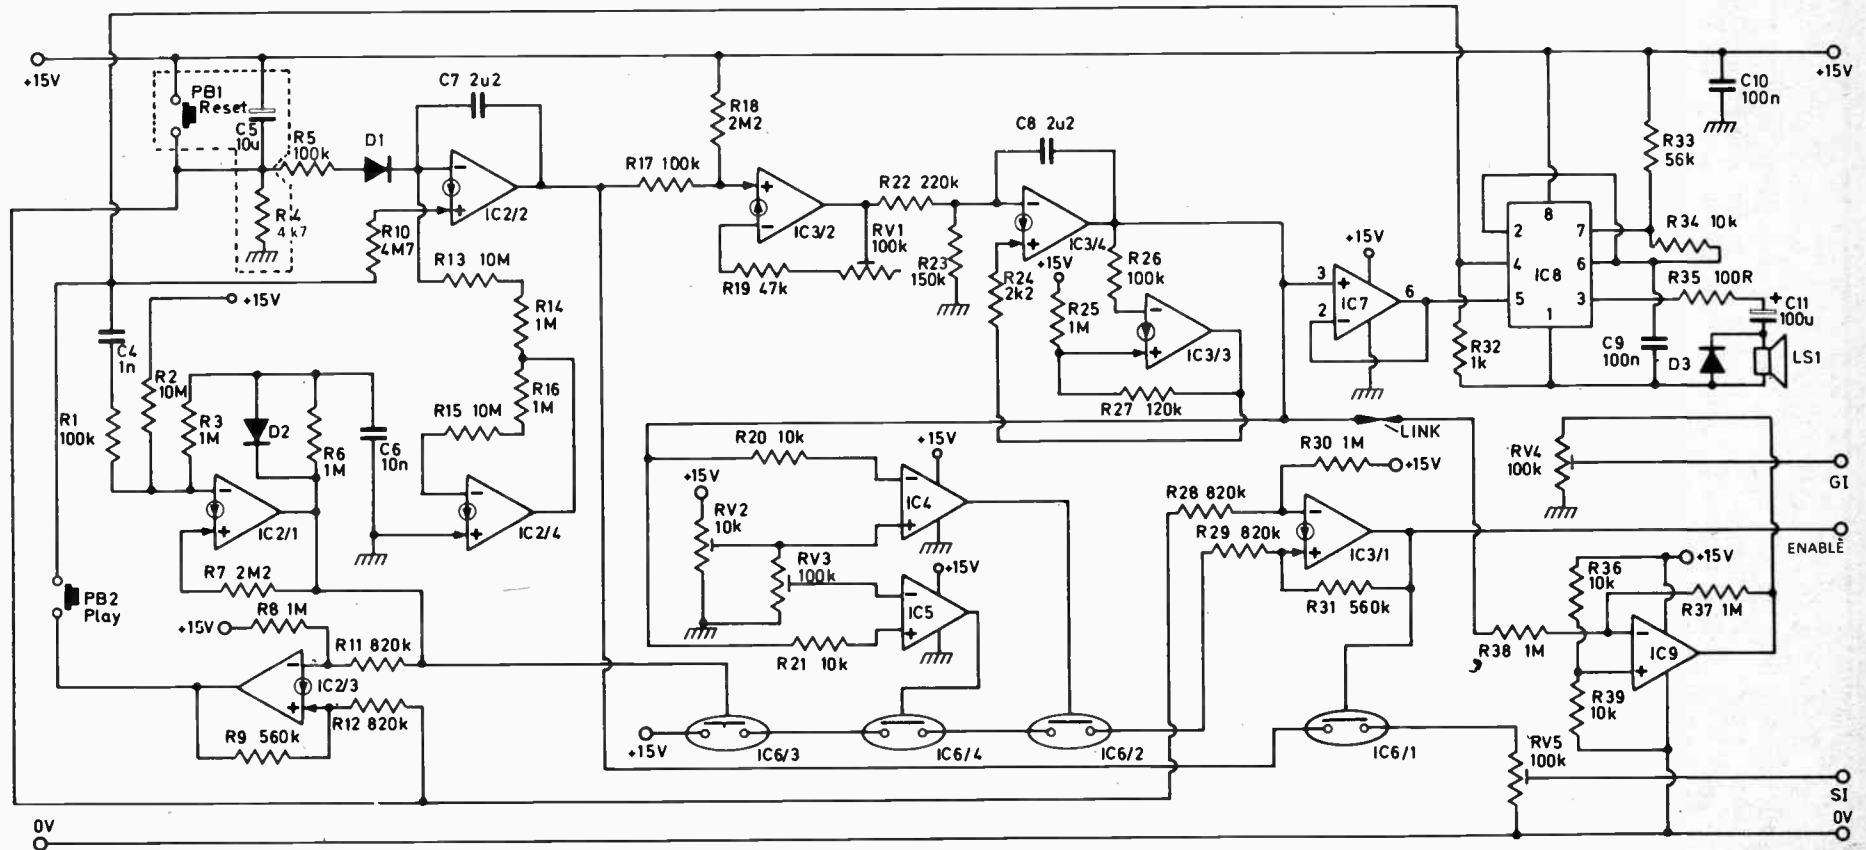 +15V
PB1
Reset
C5
10u
R5
100k
D1
C7 2u2
IC2/2
R4
4k7
R10
4M7
R17 100k
R18
2M2
IC3/2
R19 47k
RV1
100k
R22 220k
R23
150k
C8 2u2
IC3/4
R24
2k2
+15V
R25
1M
R26
100k
IC3/3
R27 120k
+15V
3
2
IC7
6
8
2
7
4
IC8
6
5
3
1
R33
56k
R34 10k
R35 100R
C10
100n
+15V
+
C11
100u
LS1
D3
C9
100n
R32
1k
R13 10M
R14
1M
R16
1M
R15 10M
IC2/4
+15V
C4
1n
R1
100k
R2
10M
R3
1M
D2
R6
1M
C6
10n
IC2/1
R7 2M2
R8 1M
+15V
PB2
Play
IC2/3
R11 820k
R12 820k
R9 560k
R20 10k
+15V
IC4
+15V
RV2
10k
RV3
100k
+15V
IC5
R21 10k
+15V
IC6/3
IC6/4
IC6/2
IC6/1
LINK
R30 1M
+15V
R28 820k
R29 820k
IC3/1
R31 560k
RV4
100k
GI
ENABLE
+15V
R36
10k
R37 1M
R38 1M
IC9
R39
10k
RV5
100k
SI
0V
0V